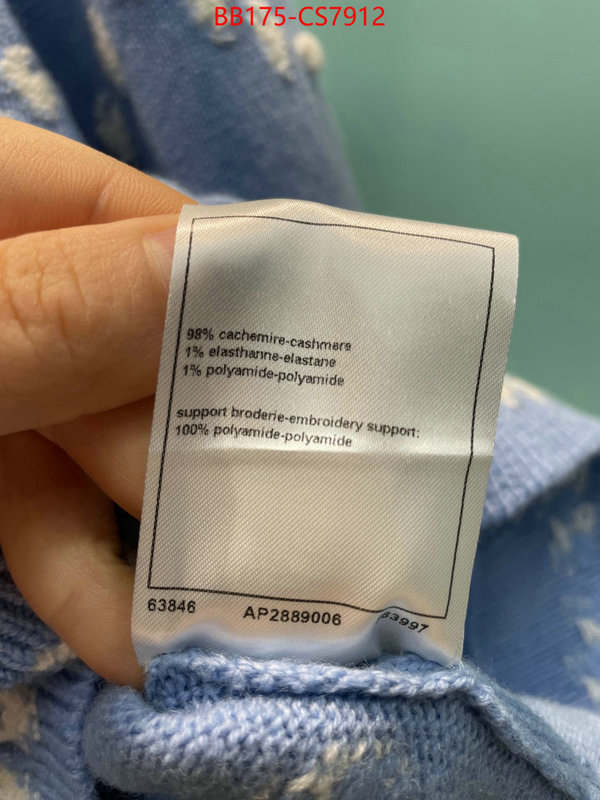 BB175-CS7912
98% cachemire-cashmere
1% elasthanne-elastane
1% polyamide-polyamide
support broderie-embroidery support:
100% polyamide-polyamide
63846 AP2889006 63997